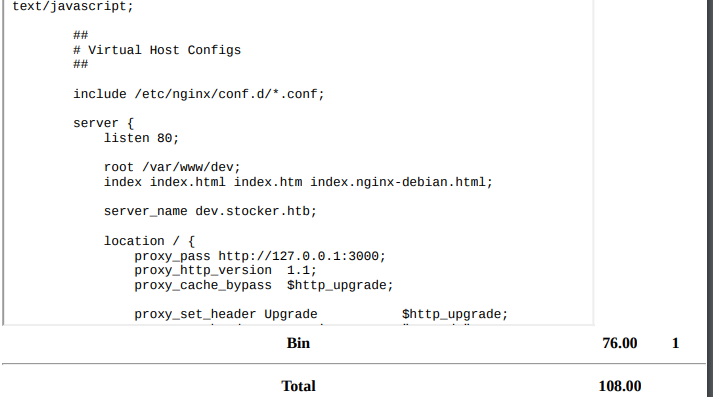 text/javascript;
##
# Virtual Host Configs
##
include /etc/nginx/conf.d/*.conf;
server {
listen 80;
root /var/www/dev;
index index.html index.htm index.nginx-debian.html;
server_name dev.stocker.htb;
location / {
proxy_pass http://127.0.0.1:3000;
proxy_http_version  1.1;
proxy_cache_bypass  $http_upgrade;
proxy_set_header Upgrade           $http_upgrade;
Bin 76.00 1
Total 108.00